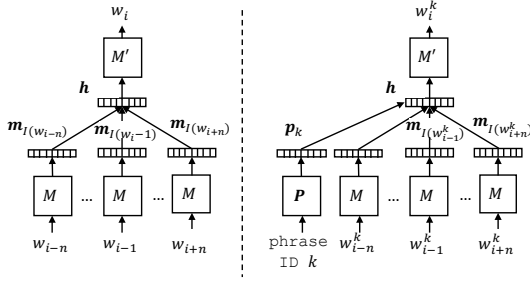 w_i
M′
h
m_{I(w_{i−n})} m_{I(w_i−1)} m_{I(w_{i+n})}
M ... M ... M
w_{i−n} w_{i−1} w_{i+n}
w_i^k
M′
h
p_k m_{I(w_{i−1}^k)} m_{I(w_{i+n}^k)}
P M ... M ... M
phrase w_{i−n}^k w_{i−1}^k w_{i+n}^k
ID k